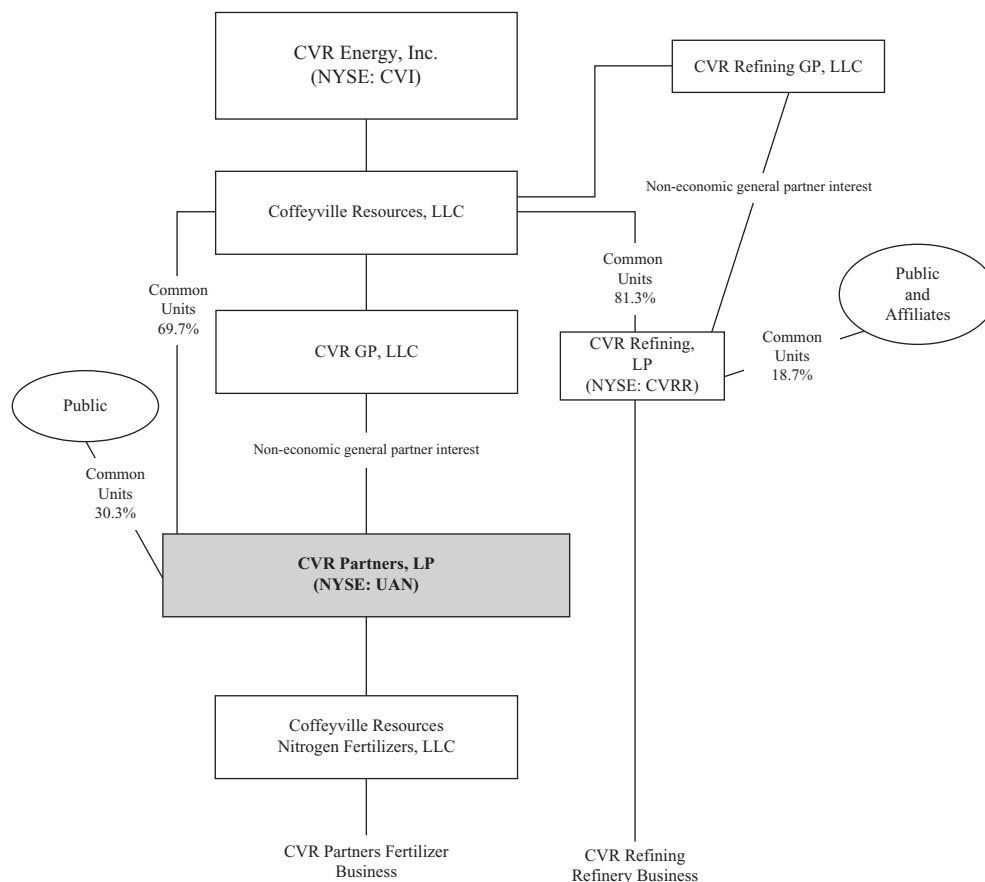 CVR Energy, Inc.
(NYSE: CVI)
CVR Refining GP, LLC
Non-economic general partner interest
Coffeyville Resources, LLC
Common
Units
69.7%
Common
Units
81.3%
Public
and
Affiliates
CVR GP, LLC
CVR Refining,
LP
(NYSE: CVRR)
Common
Units
18.7%
Public
Non-economic general partner interest
Common
Units
30.3%
CVR Partners, LP
(NYSE: UAN)
Coffeyville Resources
Nitrogen Fertilizers, LLC
CVR Partners Fertilizer
Business
CVR Refining
Refinery Business